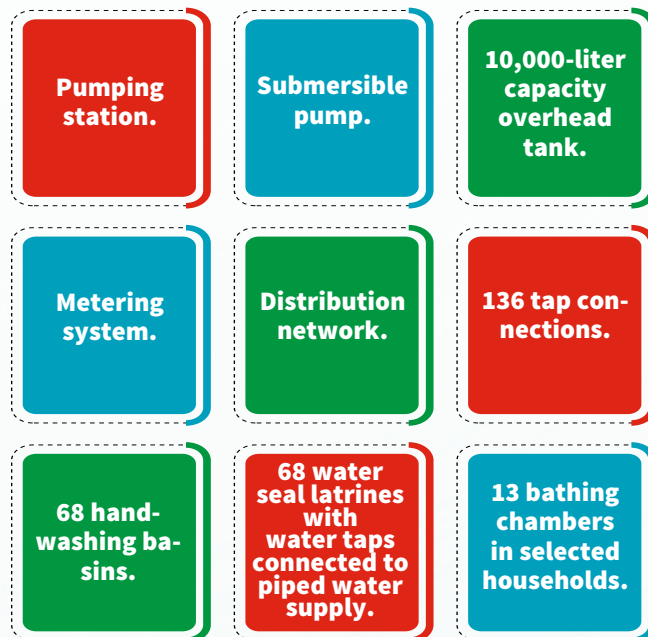 Pumping
station.
Submersible
pump.
10,000-liter
capacity
overhead
tank.
Metering
system.
Distribution
network.
136 tap con-
nections.
68 hand-
washing ba-
sins.
68 water
seal latrines
with
water taps
connected to
piped water
supply.
13 bathing
chambers
in selected
households.